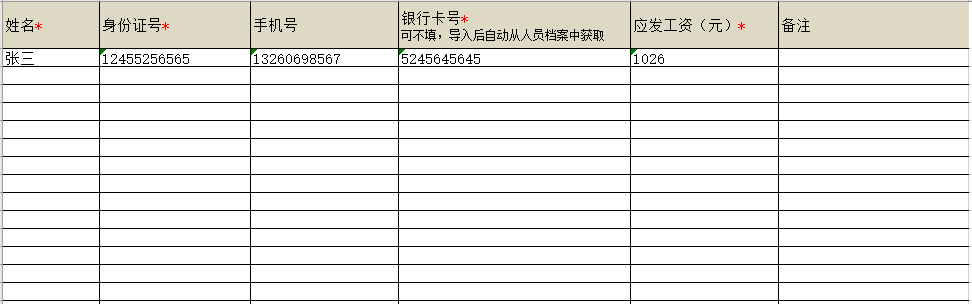 姓名*
身份证号*
手机号
银行卡号*
可不填，导入后自动从人员档案中获取
应发工资（元）*
备注
张三
12455256565
13260698567
5245645645
1026